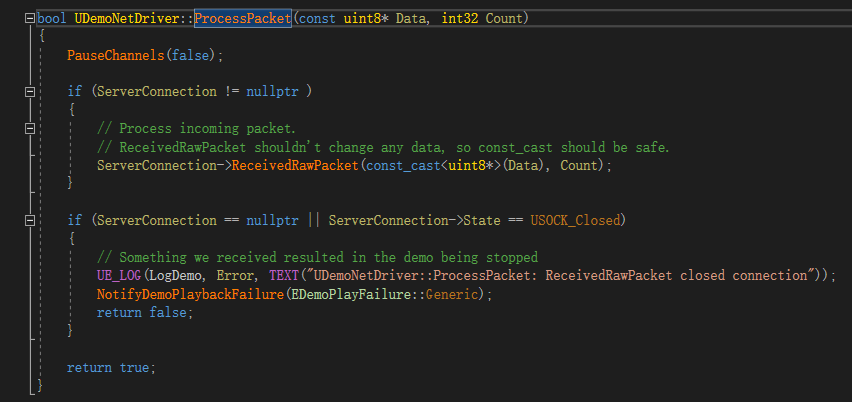 bool UDemoNetDriver::ProcessPacket(const uint8* Data, int32 Count)
{
PauseChannels(false);
if (ServerConnection != nullptr )
{
// Process incoming packet.
// ReceivedRawPacket shouldn't change any data, so const_cast should be safe.
ServerConnection->ReceivedRawPacket(const_cast<uint8*>(Data), Count);
}
if (ServerConnection == nullptr || ServerConnection->State == USOCK_Closed)
{
// Something we received resulted in the demo being stopped
UE_LOG(LogDemo, Error, TEXT("UDemoNetDriver::ProcessPacket: ReceivedRawPacket closed connection"));
NotifyDemoPlaybackFailure(EDemoPlayFailure::Generic);
return false;
}
return true;
}